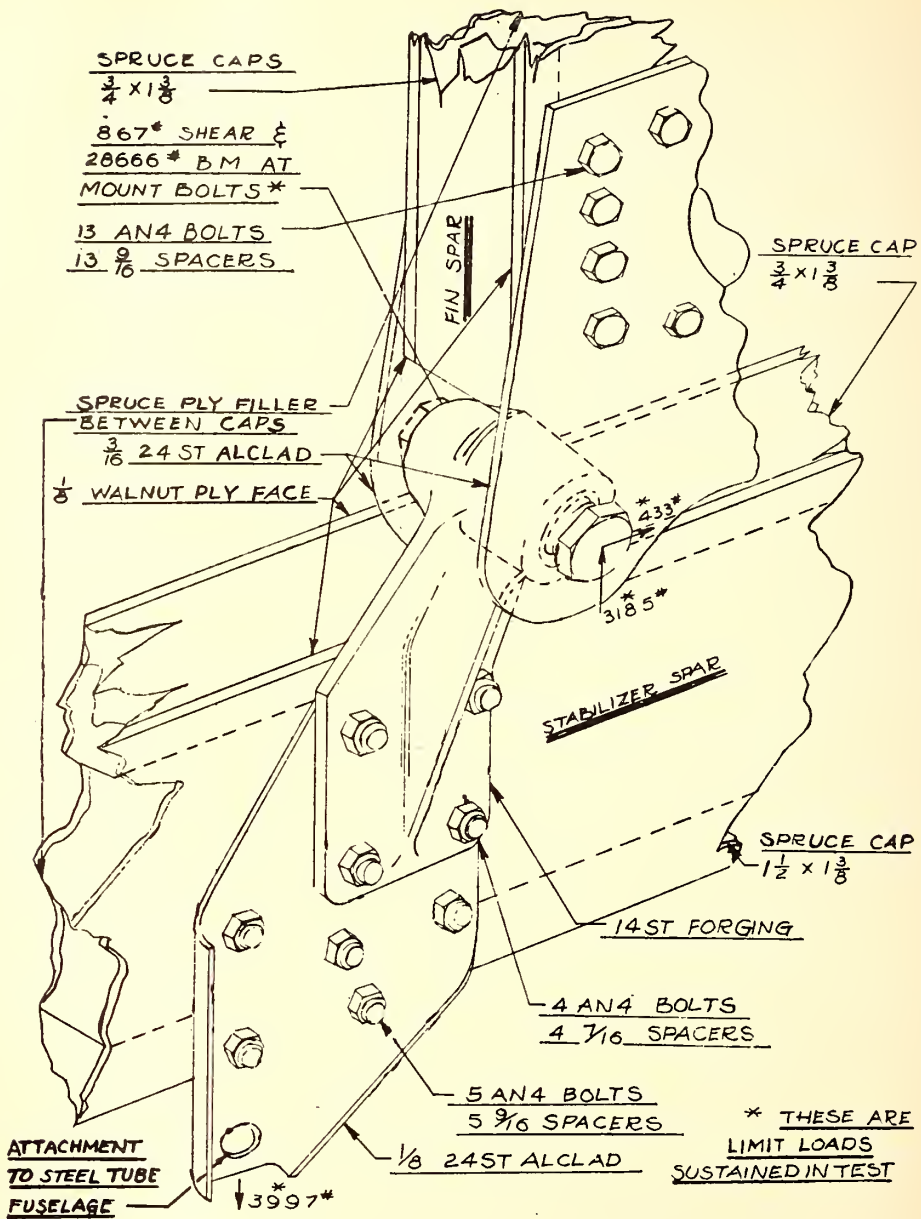 SPRUCE CAPS
3/4 X 1 3/8
867# SHEAR &
28666# BM AT
MOUNT BOLTS*
13 AN4 BOLTS
13 9/16 SPACERS
FIN SPAR
SPRUCE CAP
3/4 X 1 3/8
SPRUCE PLY FILLER
BETWEEN CAPS
3/16 24 ST ALCLAD
1/8 WALNUT PLY FACE
*
433#
*
3185#
STABILIZER SPAR
SPRUCE CAP
1 1/2 X 1 3/8
14ST FORGING
4 AN4 BOLTS
4 7/16 SPACERS
5 AN4 BOLTS
5 9/16 SPACERS
1/8 24ST ALCLAD
* THESE ARE
LIMIT LOADS
SUSTAINED IN TEST
ATTACHMENT
TO STEEL TUBE
FUSELAGE
*
3997#